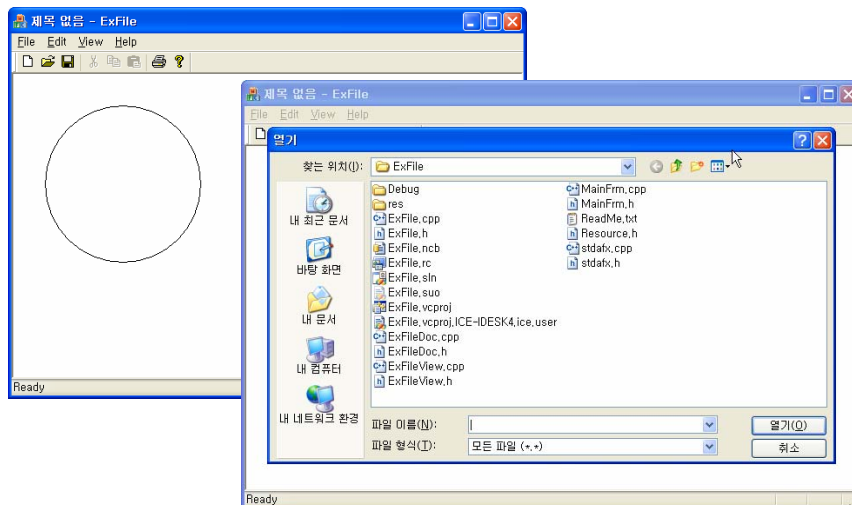 제목 없음 - ExFile
File Edit View Help
Ready
제목 없음 - ExFile
File Edit View Help
열기
찾는 위치(I): ExFile
내 최근 문서
바탕 화면
내 문서
내 컴퓨터
내 네트워크 환경
Debug
res
ExFile.cpp
ExFile.h
ExFile.ncb
ExFile.rc
ExFile.sln
ExFile.suo
ExFile.vcproj
ExFile.vcproj.ICE-IDESK4.ice.user
ExFileDoc.cpp
ExFileDoc.h
ExFileView.cpp
ExFileView.h
MainFrm.cpp
MainFrm.h
ReadMe.txt
Resource.h
stdafx.cpp
stdafx.h
파일 이름(N): 열기(O)
파일 형식(T): 모든 파일 (*.*) 취소
Ready